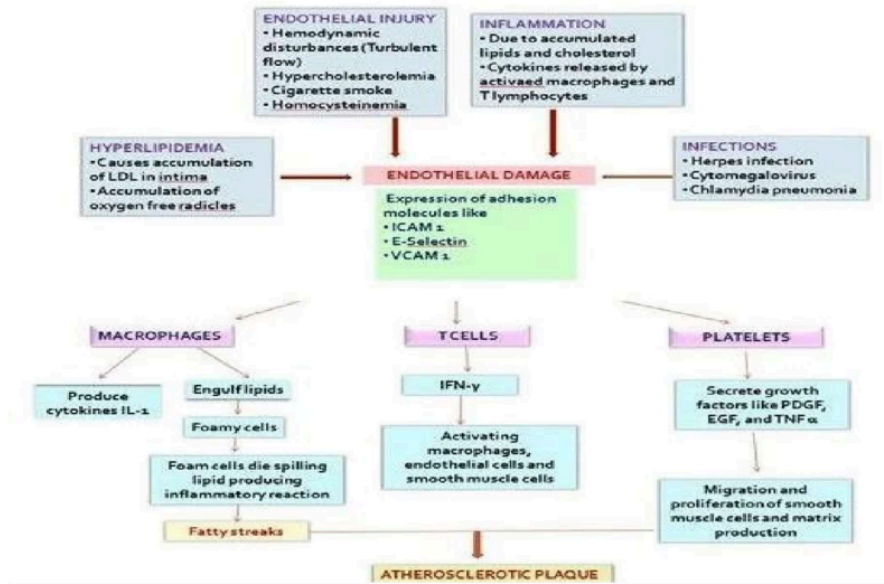 ENDOTHELIAL INJURY
• Hemodynamic
disturbances (Turbulent
flow)
• Hypercholesterolemia
• Cigarette smoke
• Homocysteinemia
INFLAMMATION
• Due to accumulated
lipids and cholesterol
• Cytokines released by
activaed macrophages and
T lymphocytes
HYPERLIPIDEMIA
• Causes accumulation
of LDL in intima
• Accumulation of
oxygen free radicles
ENDOTHELIAL DAMAGE
INFECTIONS
• Herpes infection
• Cytomegalovirus
• Chlamydia pneumonia
Expression of adhesion
molecules like
• ICAM 1
• E-Selectin
• VCAM 1
MACROPHAGES
T CELLS
PLATELETS
Produce
cytokines IL-1
Engulf lipids
Foamy cells
Foam cells die spilling
lipid producing
inflammatory reaction
Fatty streaks
IFN-γ
Activating
macrophages,
endothelial cells and
smooth muscle cells
Secrete growth
factors like PDGF,
EGF, and TNF α
Migration and
proliferation of smooth
muscle cells and matrix
production
ATHEROSCLEROTIC PLAQUE